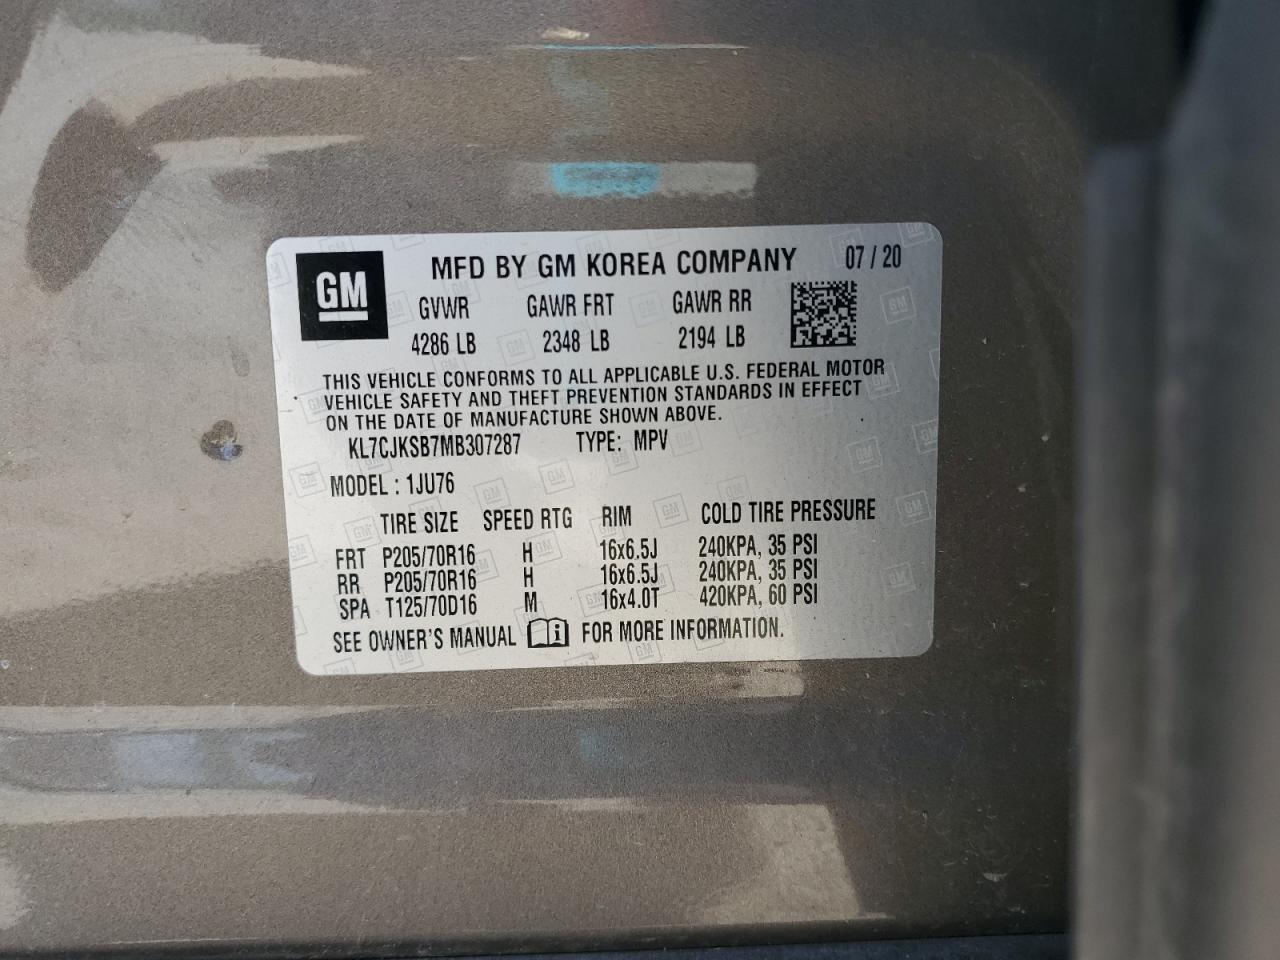 GM
MFD BY GM KOREA COMPANY 07 / 20
GVWR GAWR FRT GAWR RR
4286 LB 2348 LB 2194 LB
THIS VEHICLE CONFORMS TO ALL APPLICABLE U.S. FEDERAL MOTOR
VEHICLE SAFETY AND THEFT PREVENTION STANDARDS IN EFFECT
ON THE DATE OF MANUFACTURE SHOWN ABOVE.
KL7CJKSB7MB307287 TYPE: MPV
MODEL : 1JU76
TIRE SIZE SPEED RTG RIM COLD TIRE PRESSURE
FRT P205/70R16 H 16x6.5J 240KPA, 35 PSI
RR P205/70R16 H 16x6.5J 240KPA, 35 PSI
SPA T125/70D16 M 16x4.0T 420KPA, 60 PSI
SEE OWNER'S MANUAL i FOR MORE INFORMATION.